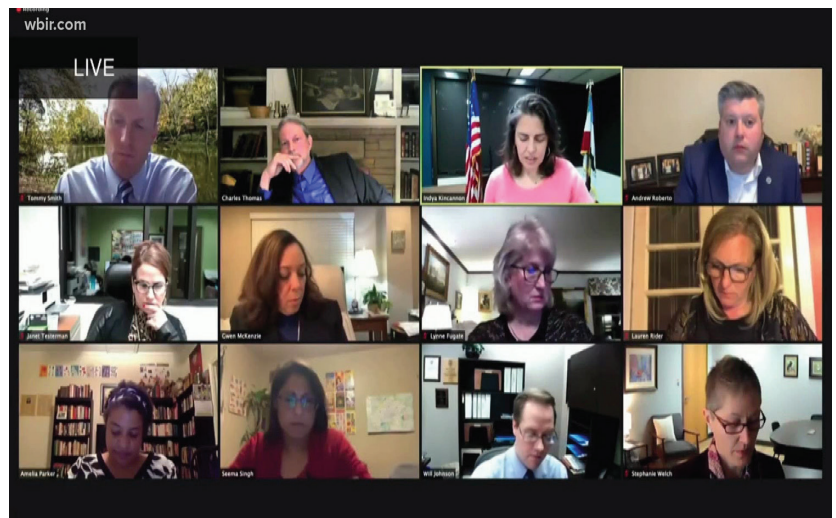 Recording
wbir.com
LIVE
Tommy Smith
Charles Thomas
Indya Kincannon
Andrew Roberto
Janet Testerman
Gwen McKenzie
Lynne Fugate
Lauren Rider
Amelia Parker
Seema Singh
Will Johnson
Stephanie Welch